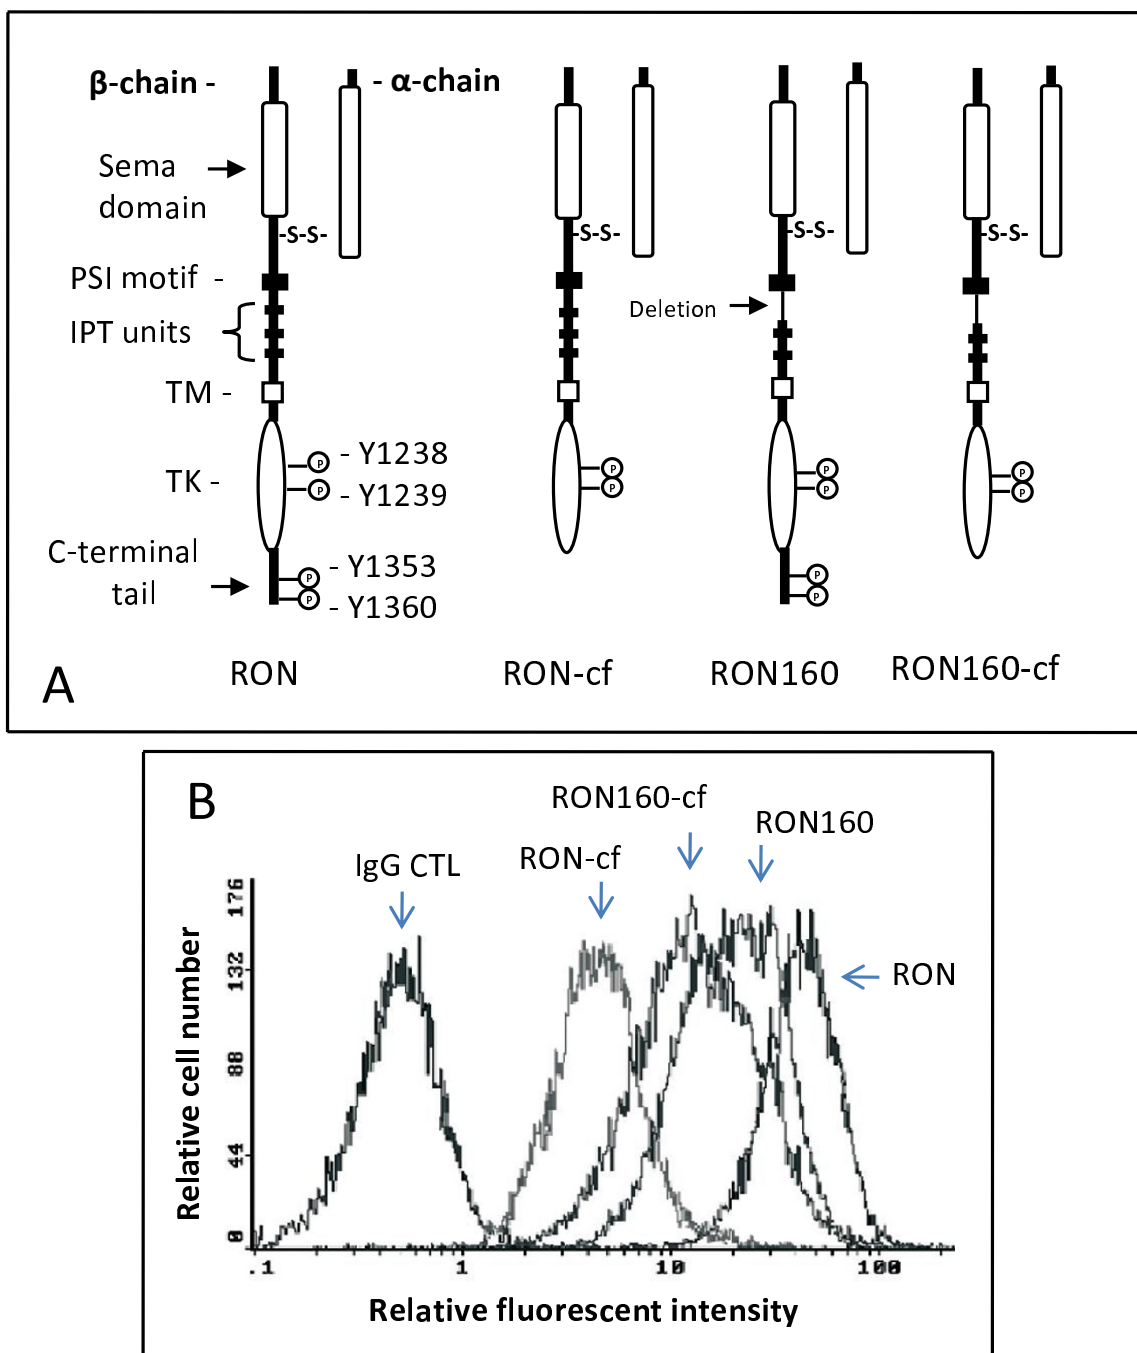 β-chain -
- α-chain
Sema
domain
-S-S-
-S-S-
-S-S-
-S-S-
PSI motif -
Deletion
IPT units
TM -
- Y1238
P
P
P
P
TK -
- Y1239
P
P
P
P
C-terminal
tail
- Y1353
P
P
- Y1360
P
P
A
RON
RON-cf
RON160
RON160-cf
B
RON160-cf
RON160
IgG CTL
RON-cf
RON
Relative cell number
176
132
88
44
0
.1
1
10
100
Relative fluorescent intensity